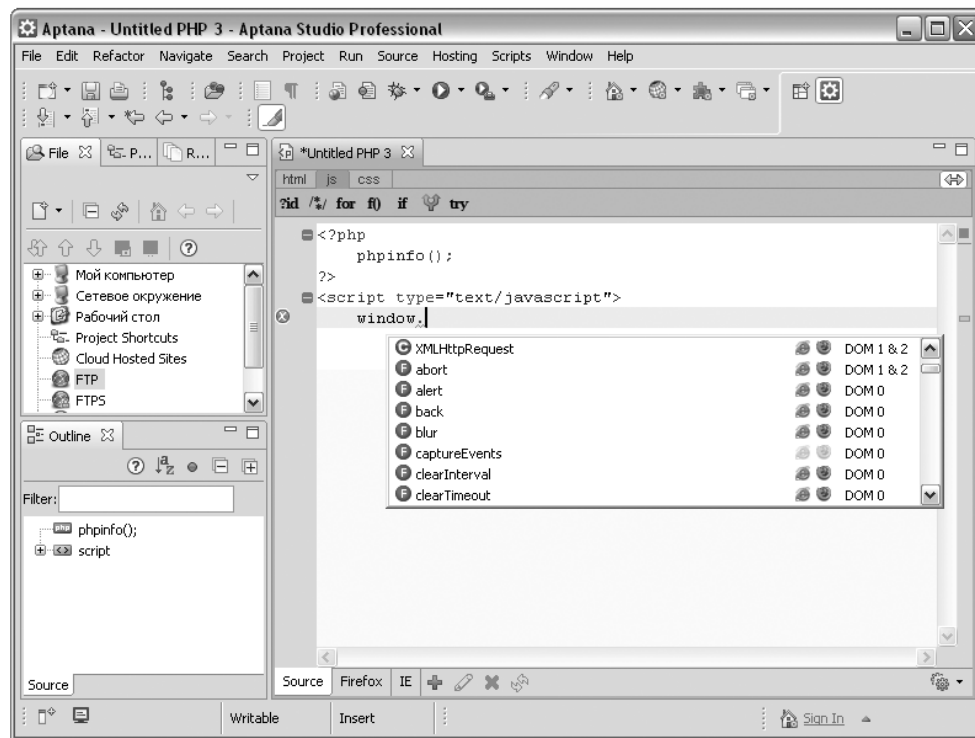 Aptana - Untitled PHP 3 - Aptana Studio Professional
File Edit Refactor Navigate Search Project Run Source Hosting Scripts Window Help
File P... R...
*Untitled PHP 3
html js css
?id /*/ for f() if try
Мой компьютер
Сетевое окружение
Рабочий стол
Project Shortcuts
Cloud Hosted Sites
FTP
FTPS
<?php
phpinfo();
?>
<script type="text/javascript">
window.
XMLHttpRequest DOM 1 & 2
abort DOM 1 & 2
alert DOM 0
back DOM 0
blur DOM 0
captureEvents DOM 0
clearInterval DOM 0
clearTimeout DOM 0
Outline
Filter:
phpinfo();
script
Source
Source Firefox IE
Writable Insert Sign In